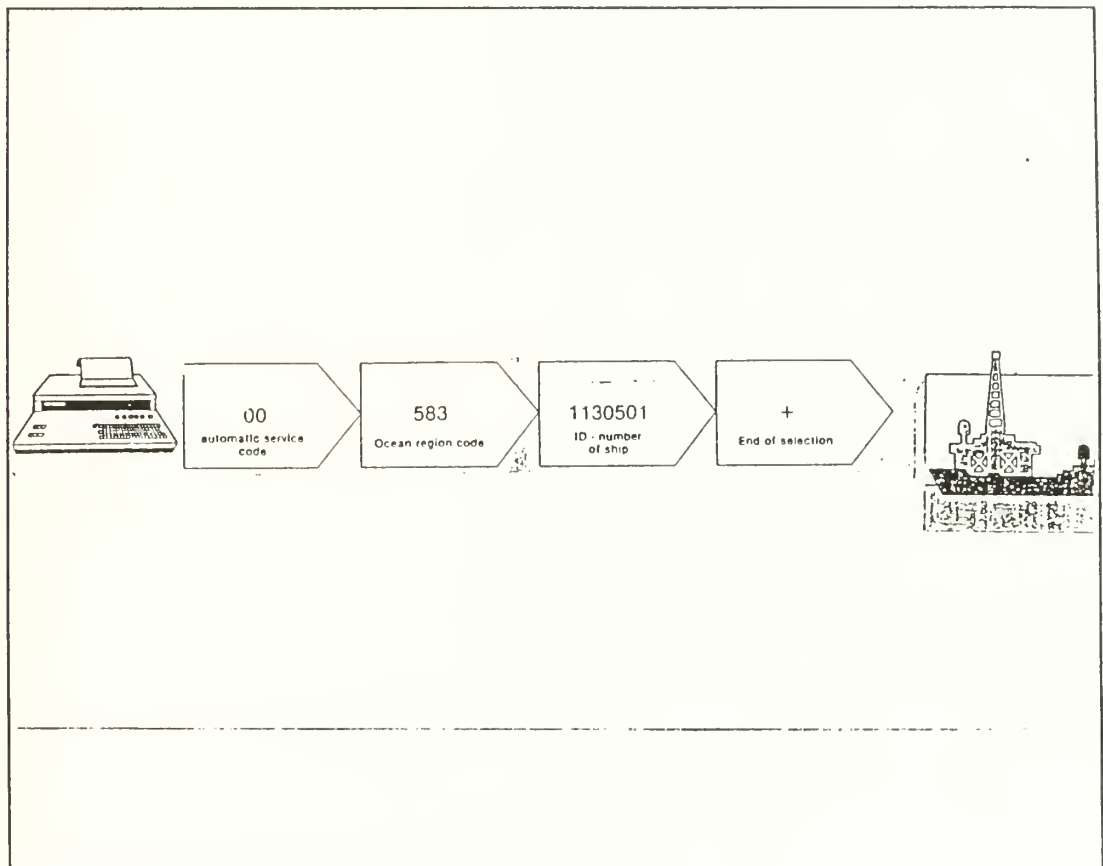 00
automatic service
code
583
Ocean region code
1130501
ID - number
of ship
+
End of selection